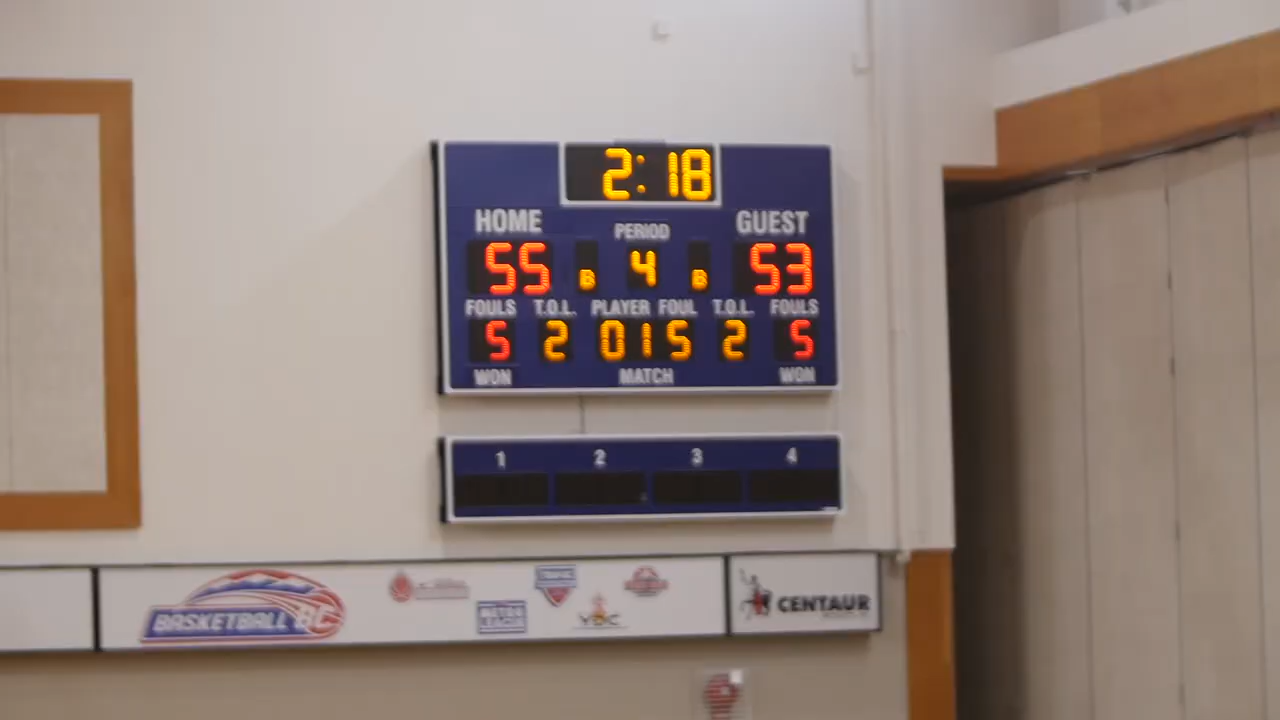 2:18
HOME GUEST
PERIOD
55 B 4 B 53
FOULS T.O.L. PLAYER FOUL T.O.L. FOULS
5 2 01 5 2 5
WON MATCH WON
1 2 3 4
BASKETBALL BC
YBC
CENTAUR